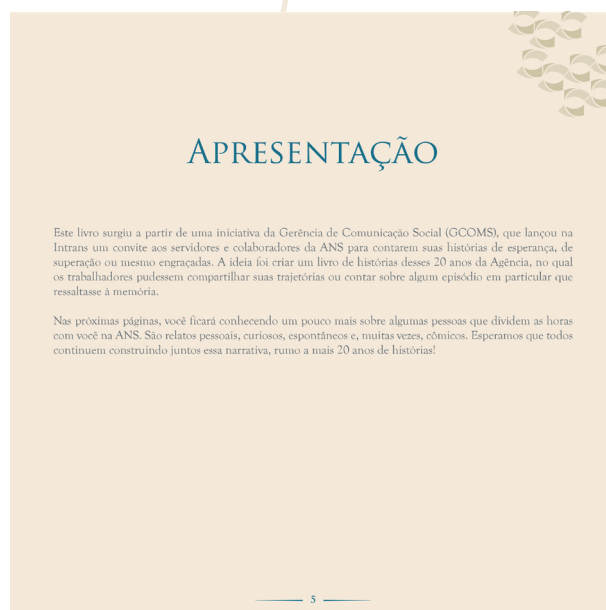 APRESENTAÇÃO
Este livro surgiu a partir de uma iniciativa da Gerência de Comunicação Social (GCOMS), que lançou na
Intrans um convite aos servidores e colaboradores da ANS para contarem suas histórias de esperança, de
superação ou mesmo engraçadas. A ideia foi criar um livro de histórias desses 20 anos da Agência, no qual
os trabalhadores pudessem compartilhar suas trajetórias ou contar sobre algum episódio em particular que
ressaltasse à memória.
Nas próximas páginas, você ficará conhecendo um pouco mais sobre algumas pessoas que dividem as horas
com você na ANS. São relatos pessoais, curiosos, espontâneos e, muitas vezes, cômicos. Esperamos que todos
continuem construindo juntos essa narrativa, rumo a mais 20 anos de histórias!
5